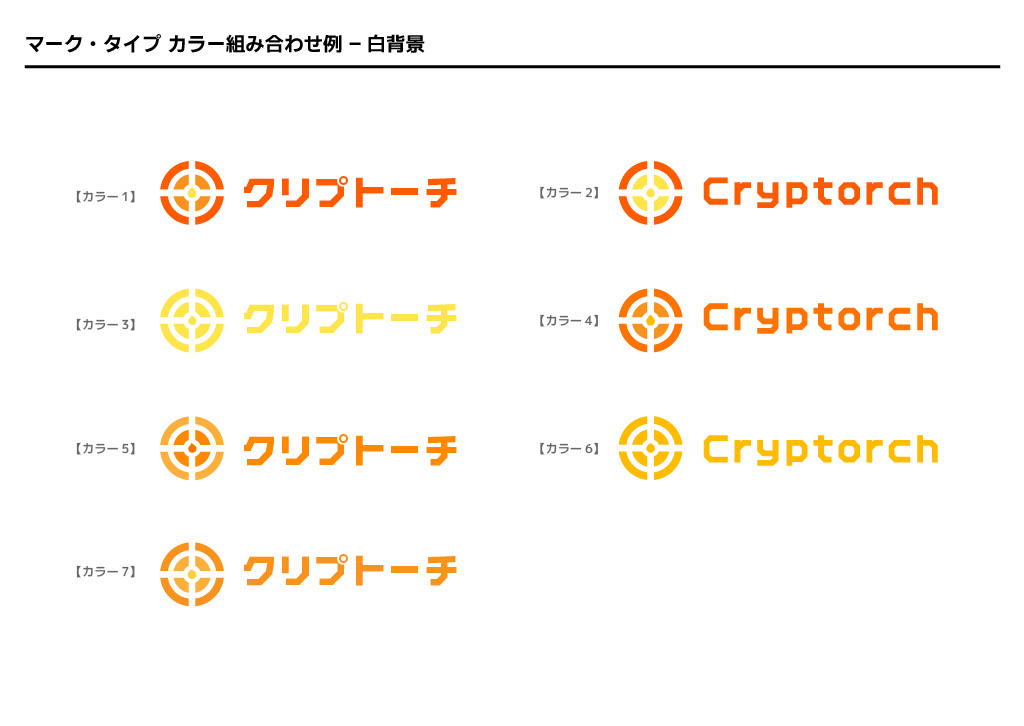 マーク・タイプ カラー組み合わせ例 − 白背景
【カラー 1】 クリプトーチ
【カラー 2】 Cryptorch
【カラー 3】 クリプトーチ
【カラー 4】 Cryptorch
【カラー 5】 クリプトーチ
【カラー 6】 Cryptorch
【カラー 7】 クリプトーチ